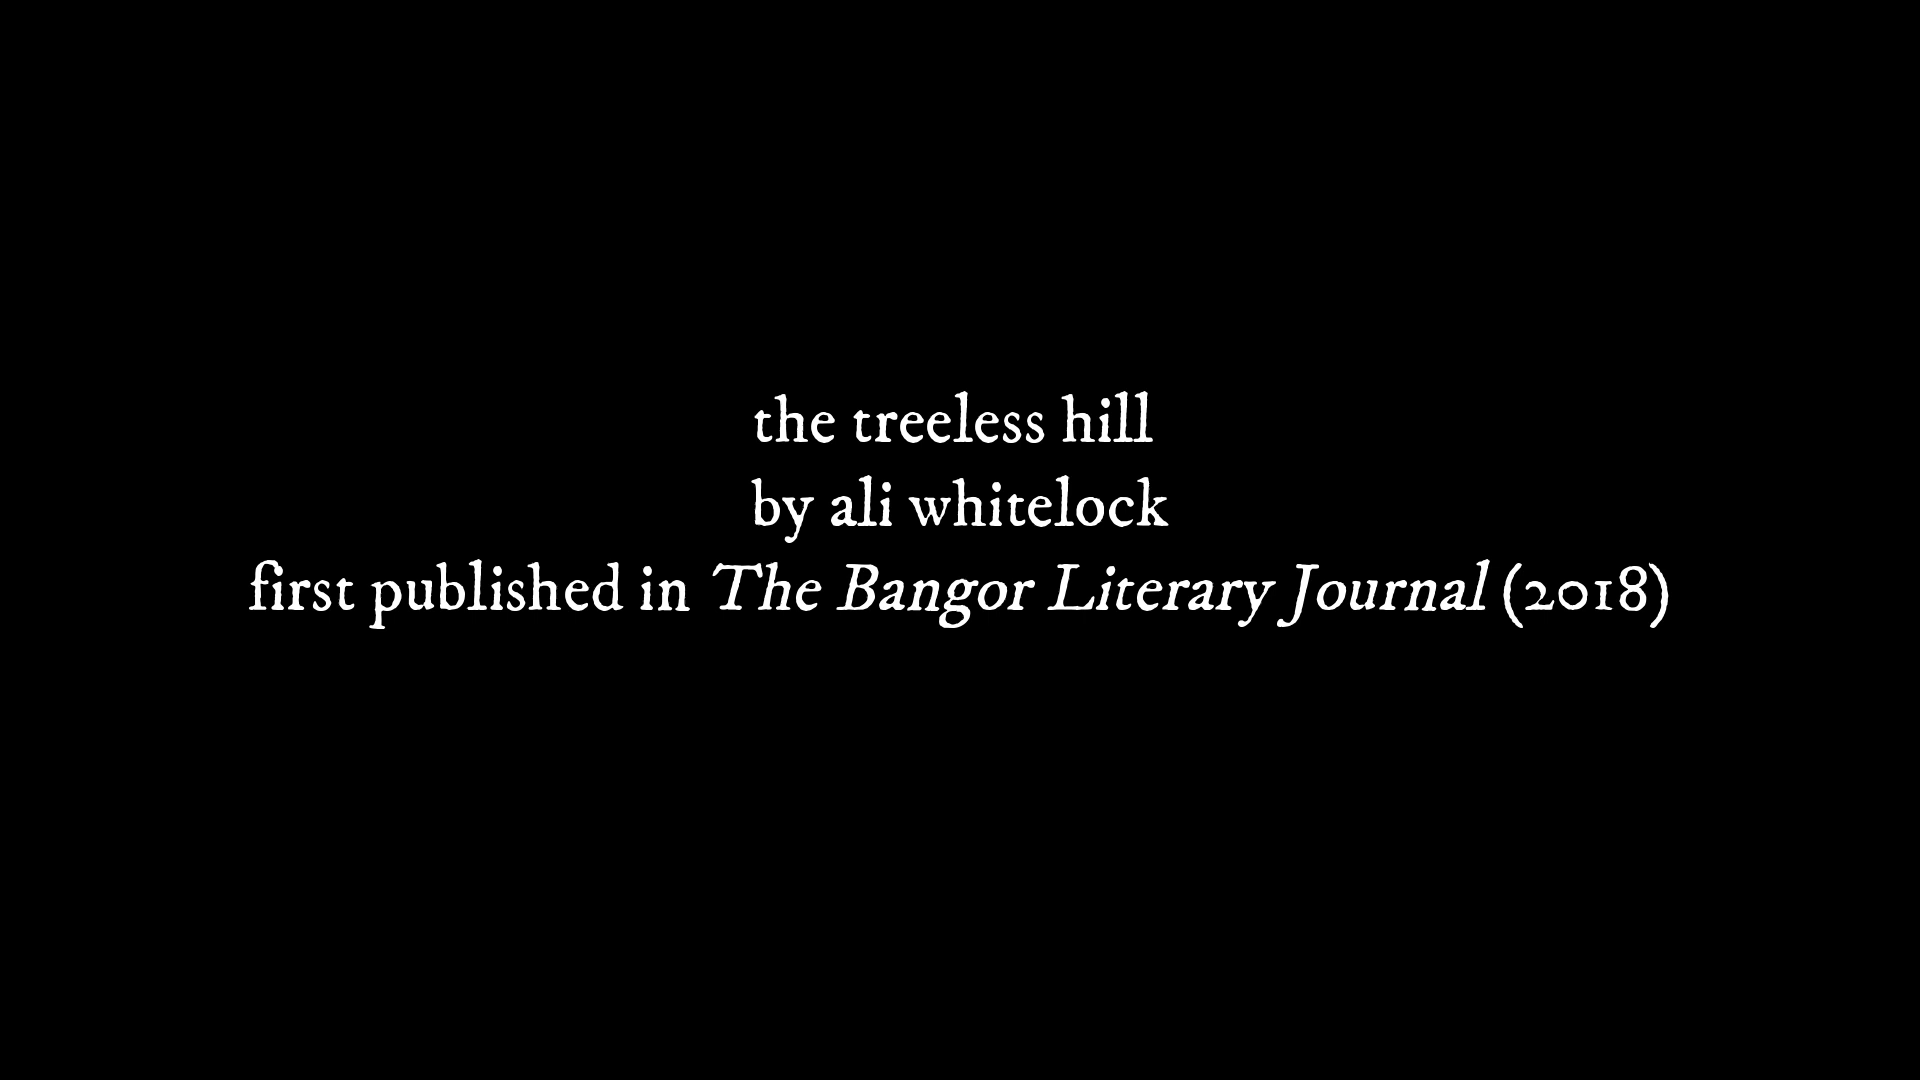 the treeless hill
by ali whitelock
first published in The Bangor Literary Journal (2018)